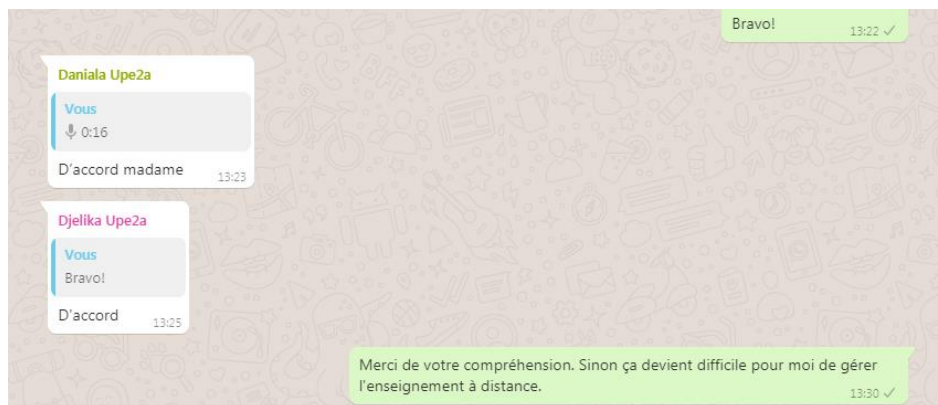 Bravo!
13:22
Daniala Upe2a
Vous
0:16
D'accord madame
13:23
Djelika Upe2a
Vous
Bravo!
D'accord
13:25
Merci de votre compréhension. Sinon ça devient difficile pour moi de gérer
l'enseignement à distance.
13:30